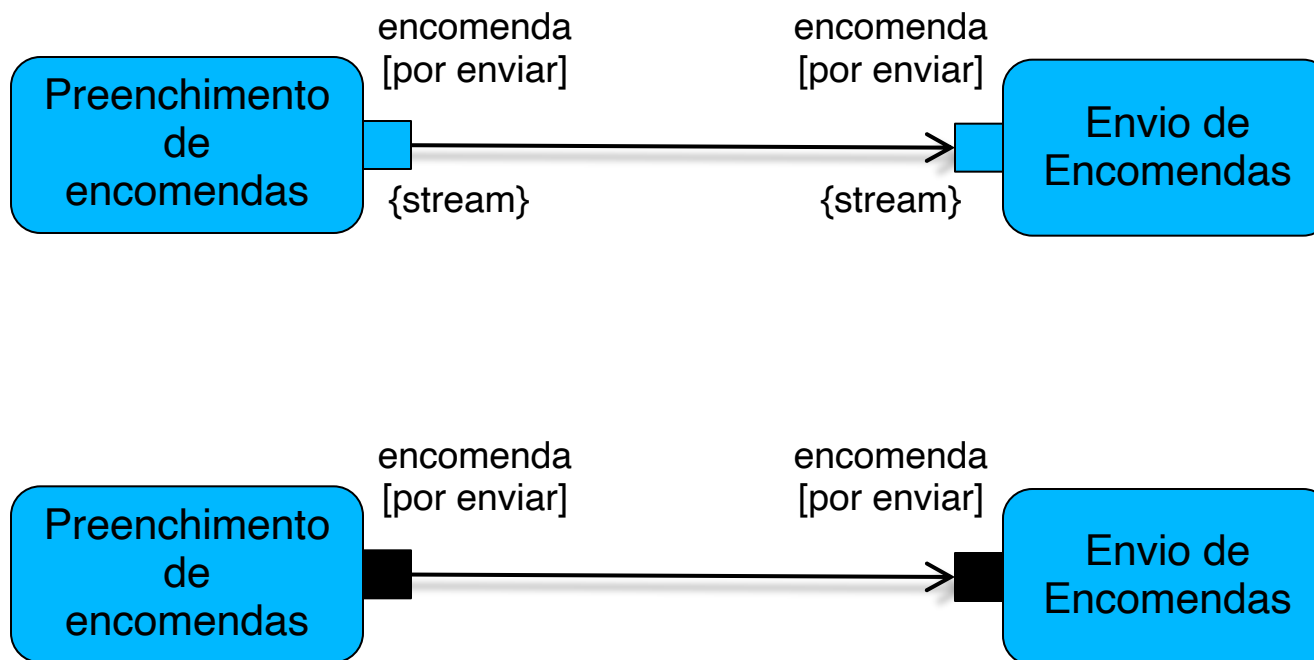 encomenda
[por enviar]
encomenda
[por enviar]
Preenchimento
de
encomendas
Envio de
Encomendas
{stream}
{stream}
encomenda
[por enviar]
encomenda
[por enviar]
Preenchimento
de
encomendas
Envio de
Encomendas